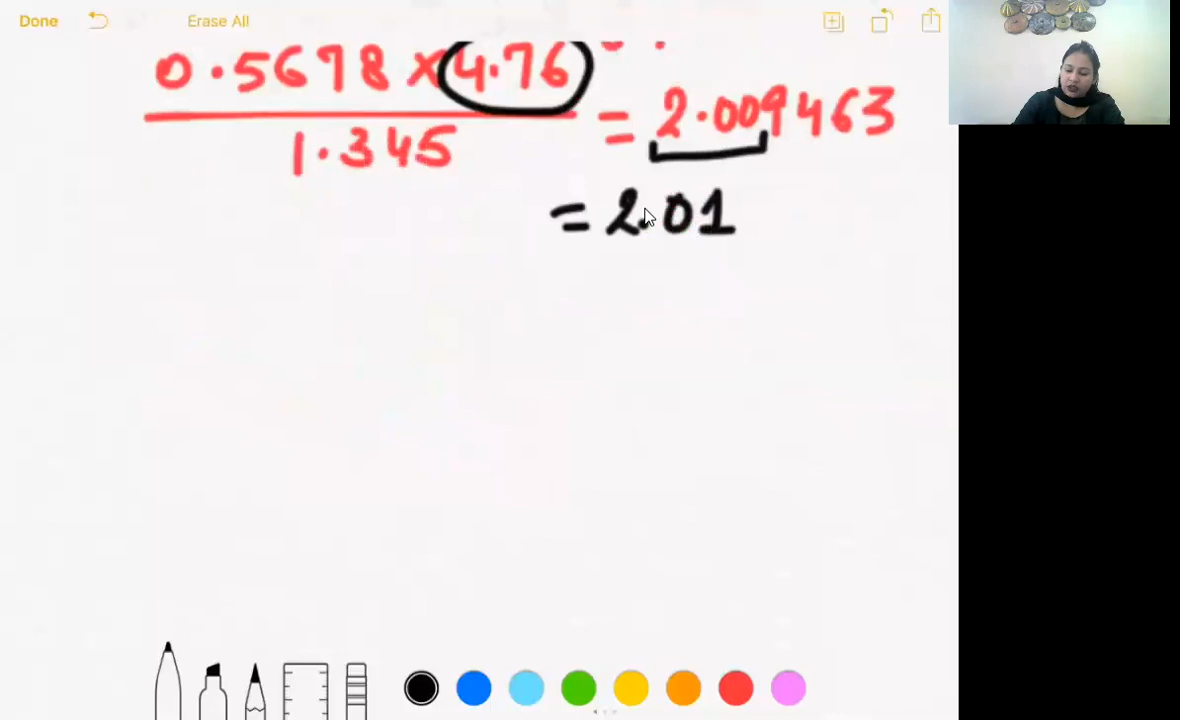 Done Erase All
0.5678 × 4.76
1.345
= 2.009463
= 2.01